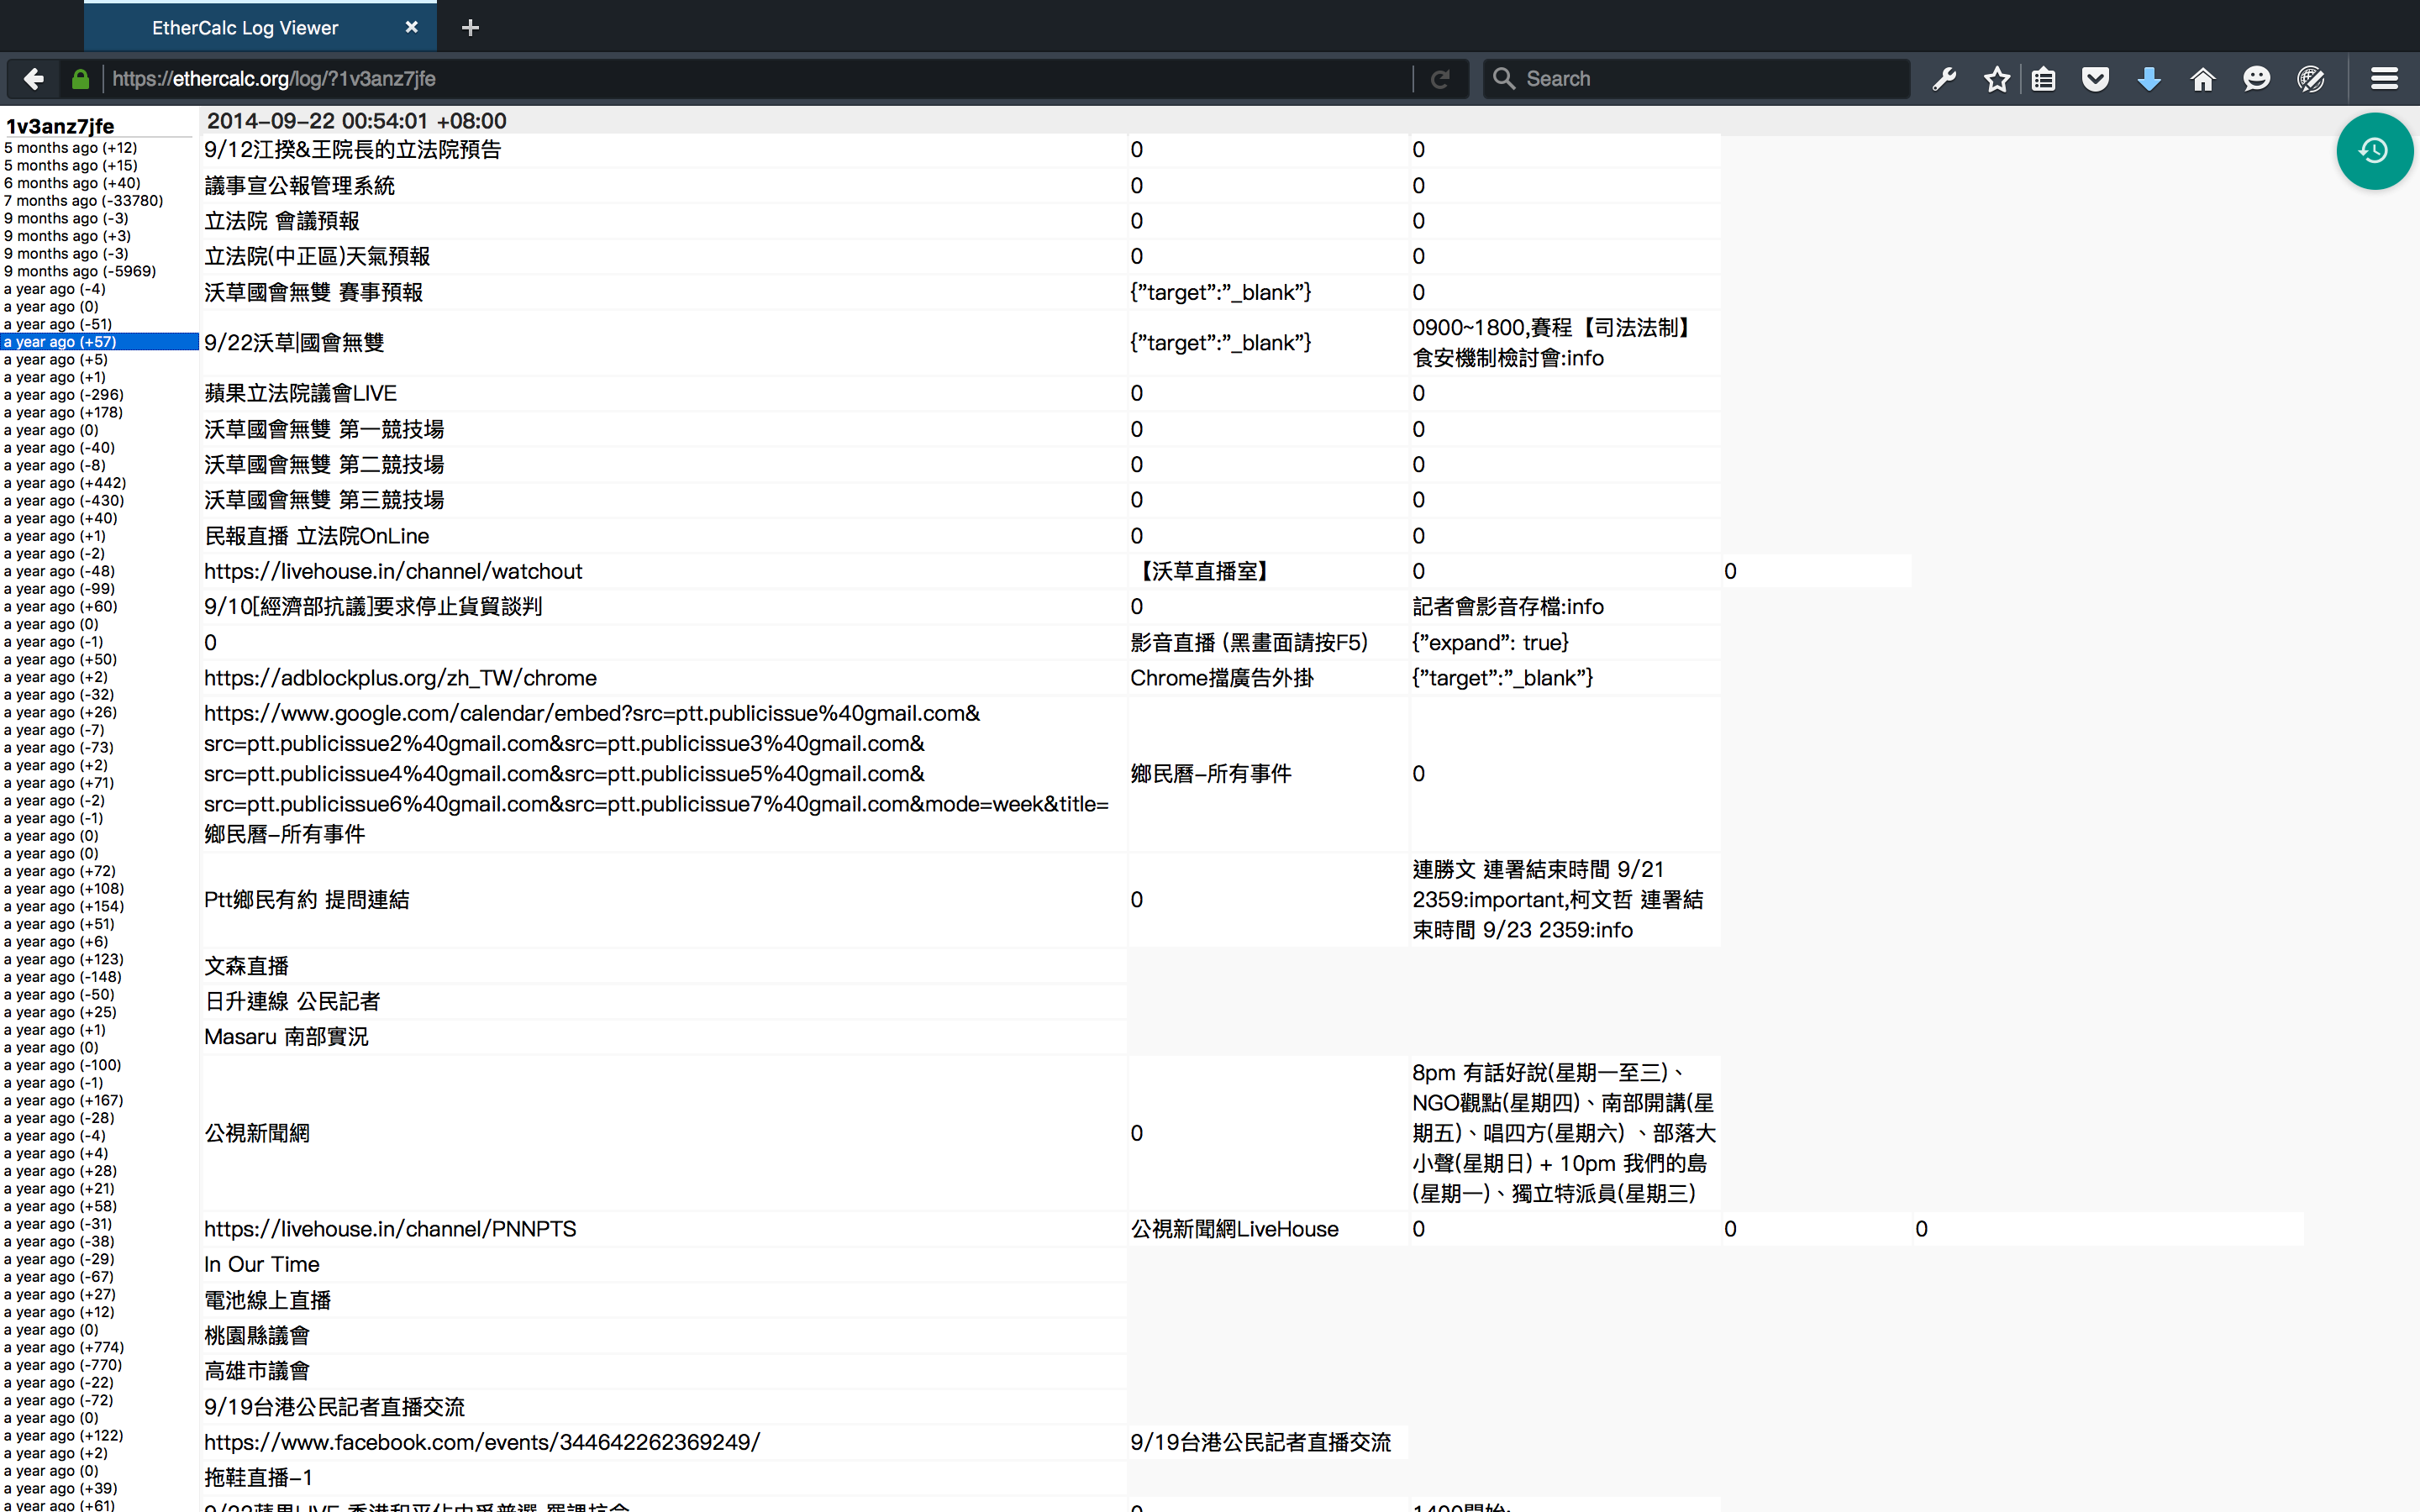 EtherCalc Log Viewer
https://ethercalc.org/log/?1v3anz7jfe
Search
1v3anz7jfe
5 months ago (+12)
5 months ago (+15)
6 months ago (+40)
7 months ago (-33780)
9 months ago (-3)
9 months ago (+3)
9 months ago (-3)
9 months ago (-5969)
a year ago (-4)
a year ago (0)
a year ago (-51)
a year ago (+57)
a year ago (+5)
a year ago (+1)
a year ago (-296)
a year ago (+178)
a year ago (0)
a year ago (-40)
a year ago (-8)
a year ago (+442)
a year ago (-430)
a year ago (+40)
a year ago (+1)
a year ago (-2)
a year ago (-48)
a year ago (-99)
a year ago (+60)
a year ago (0)
a year ago (-1)
a year ago (+50)
a year ago (+2)
a year ago (-32)
a year ago (+26)
a year ago (-7)
a year ago (-73)
a year ago (+2)
a year ago (+71)
a year ago (-2)
a year ago (-1)
a year ago (0)
a year ago (0)
a year ago (+72)
a year ago (+108)
a year ago (+154)
a year ago (+51)
a year ago (+6)
a year ago (+123)
a year ago (-148)
a year ago (-50)
a year ago (+25)
a year ago (+1)
a year ago (0)
a year ago (-100)
a year ago (-1)
a year ago (+167)
a year ago (-28)
a year ago (-4)
a year ago (+4)
a year ago (+28)
a year ago (+21)
a year ago (+58)
a year ago (-31)
a year ago (-38)
a year ago (-29)
a year ago (-67)
a year ago (+27)
a year ago (+12)
a year ago (0)
a year ago (+774)
a year ago (-770)
a year ago (-22)
a year ago (-72)
a year ago (0)
a year ago (+122)
a year ago (+2)
a year ago (0)
a year ago (+39)
a year ago (+61)
2014-09-22 00:54:01 +08:00
9/12江揆&王院長的立法院預告 0 0
議事宣公報管理系統 0 0
立法院 會議預報 0 0
立法院(中正區)天氣預報 0 0
沃草國會無雙 賽事預報 {"target":"_blank"} 0
9/22沃草|國會無雙 {"target":"_blank"} 0900~1800,賽程【司法法制】
食安機制檢討會:info
蘋果立法院議會LIVE 0 0
沃草國會無雙 第一競技場 0 0
沃草國會無雙 第二競技場 0 0
沃草國會無雙 第三競技場 0 0
民報直播 立法院OnLine 0 0
https://livehouse.in/channel/watchout 【沃草直播室】 0 0
9/10[經濟部抗議]要求停止貨貿談判 0 記者會影音存檔:info
0 影音直播 (黑畫面請按F5) {"expand": true}
https://adblockplus.org/zh_TW/chrome Chrome擋廣告外掛 {"target":"_blank"}
https://www.google.com/calendar/embed?src=ptt.publicissue%40gmail.com&
src=ptt.publicissue2%40gmail.com&src=ptt.publicissue3%40gmail.com&
src=ptt.publicissue4%40gmail.com&src=ptt.publicissue5%40gmail.com&
src=ptt.publicissue6%40gmail.com&src=ptt.publicissue7%40gmail.com&mode=week&title=
鄉民曆-所有事件
鄉民曆-所有事件 0
Ptt鄉民有約 提問連結 0
連勝文 連署結束時間 9/21
2359:important,柯文哲 連署結
束時間 9/23 2359:info
文森直播
日升連線 公民記者
Masaru 南部實況
公視新聞網 0
8pm 有話好說(星期一至三)、
NGO觀點(星期四)、南部開講(星
期五)、唱四方(星期六) 、部落大
小聲(星期日) + 10pm 我們的島
(星期一)、獨立特派員(星期三)
https://livehouse.in/channel/PNNPTS 公視新聞網LiveHouse 0 0 0
In Our Time
電池線上直播
桃園縣議會
高雄市議會
9/19台港公民記者直播交流
https://www.facebook.com/events/344642262369249/ 9/19台港公民記者直播交流
拖鞋直播-1